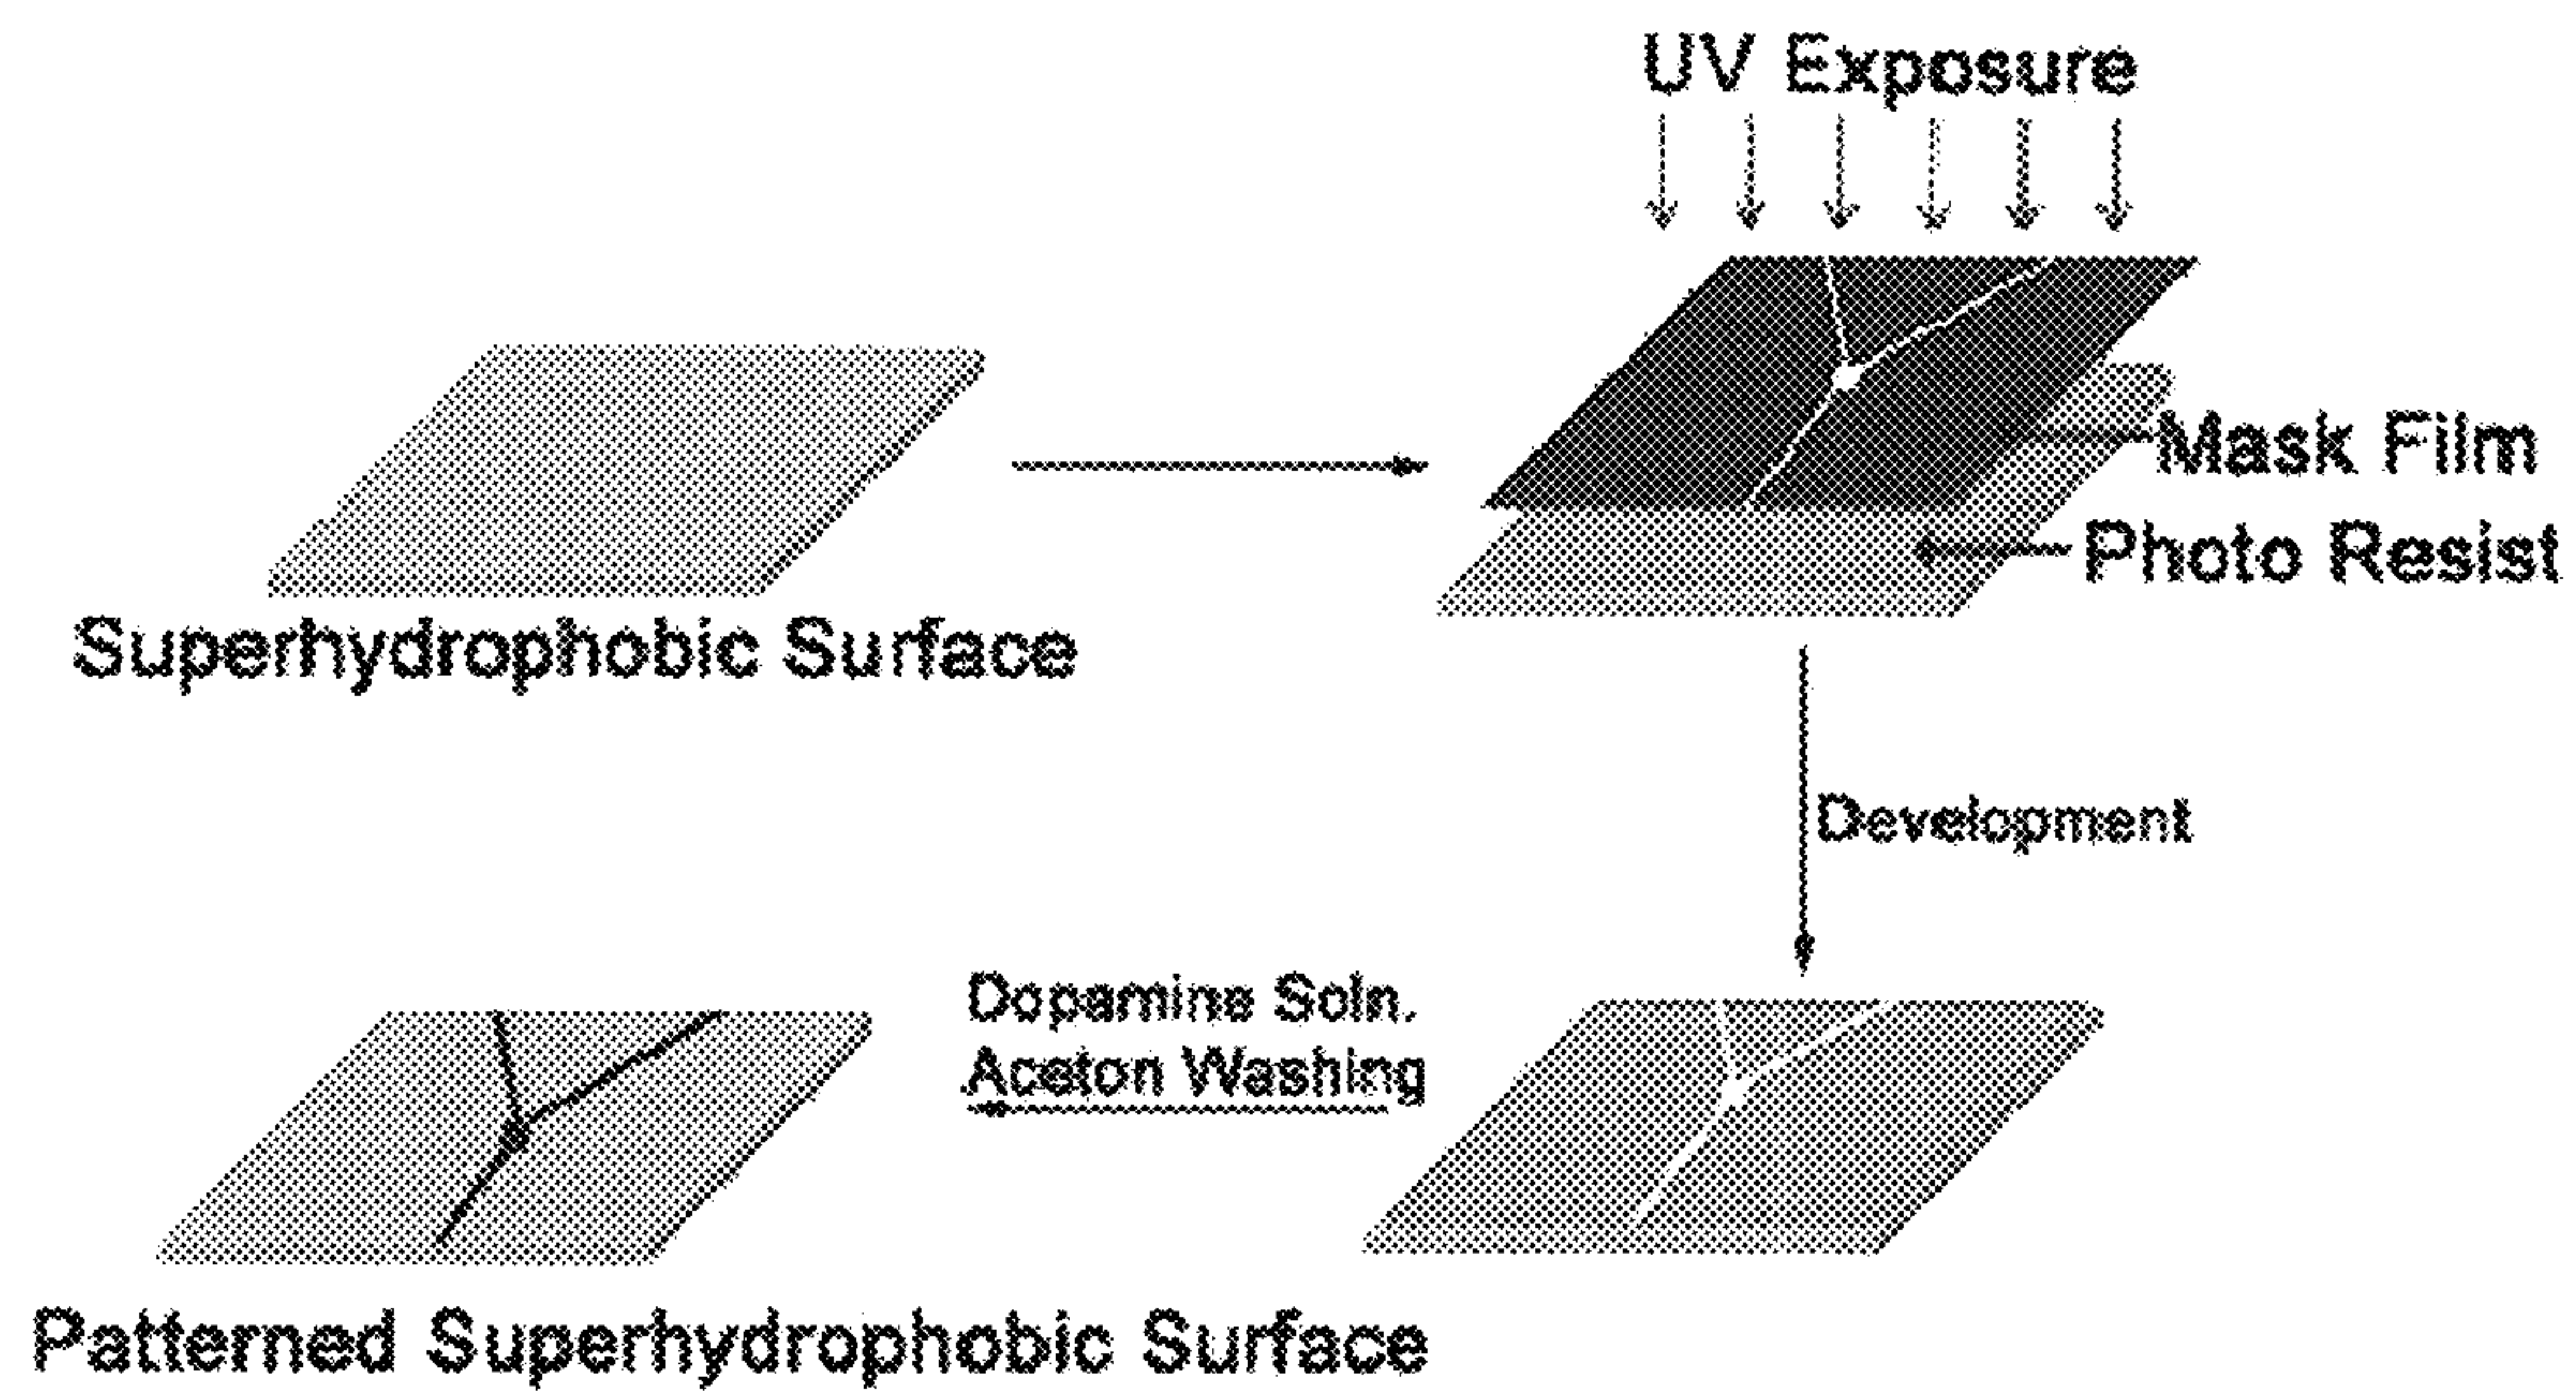 UV Exposure
Mask Film
Photo Resist
Superhydrophobic Surface
Development
Dopamine Soln.
Aceton Washing
Patterned Superhydrophobic Surface